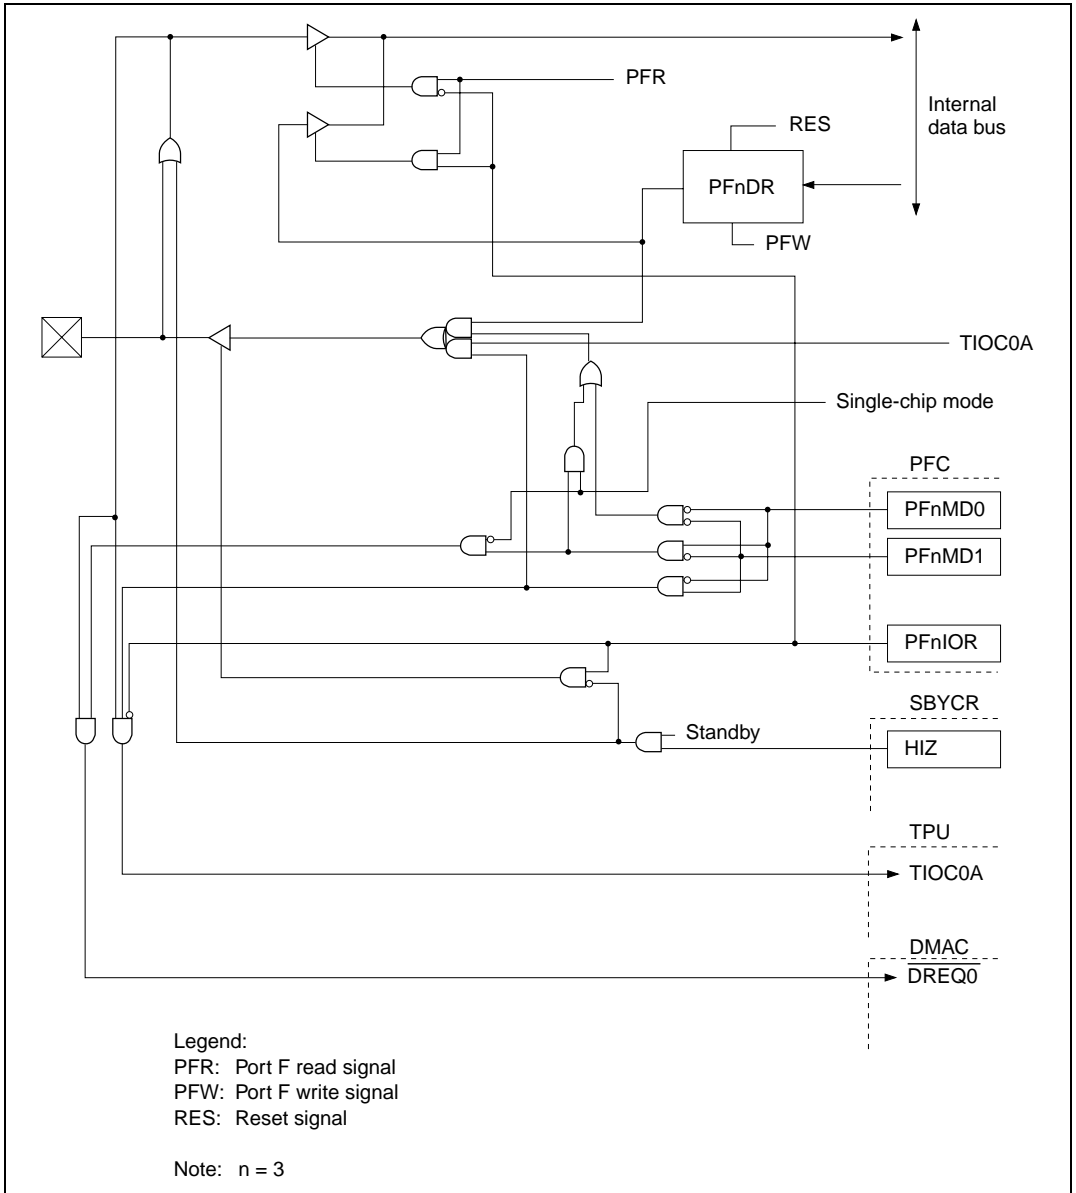 PFR
Internal
data bus
RES
PFnDR
PFW
TIOC0A
Single-chip mode
PFC
PFnMD0
PFnMD1
PFnIOR
SBYCR
Standby
HIZ
TPU
TIOC0A
DMAC
DREQ0
Legend:
PFR: Port F read signal
PFW: Port F write signal
RES: Reset signal
Note: n = 3